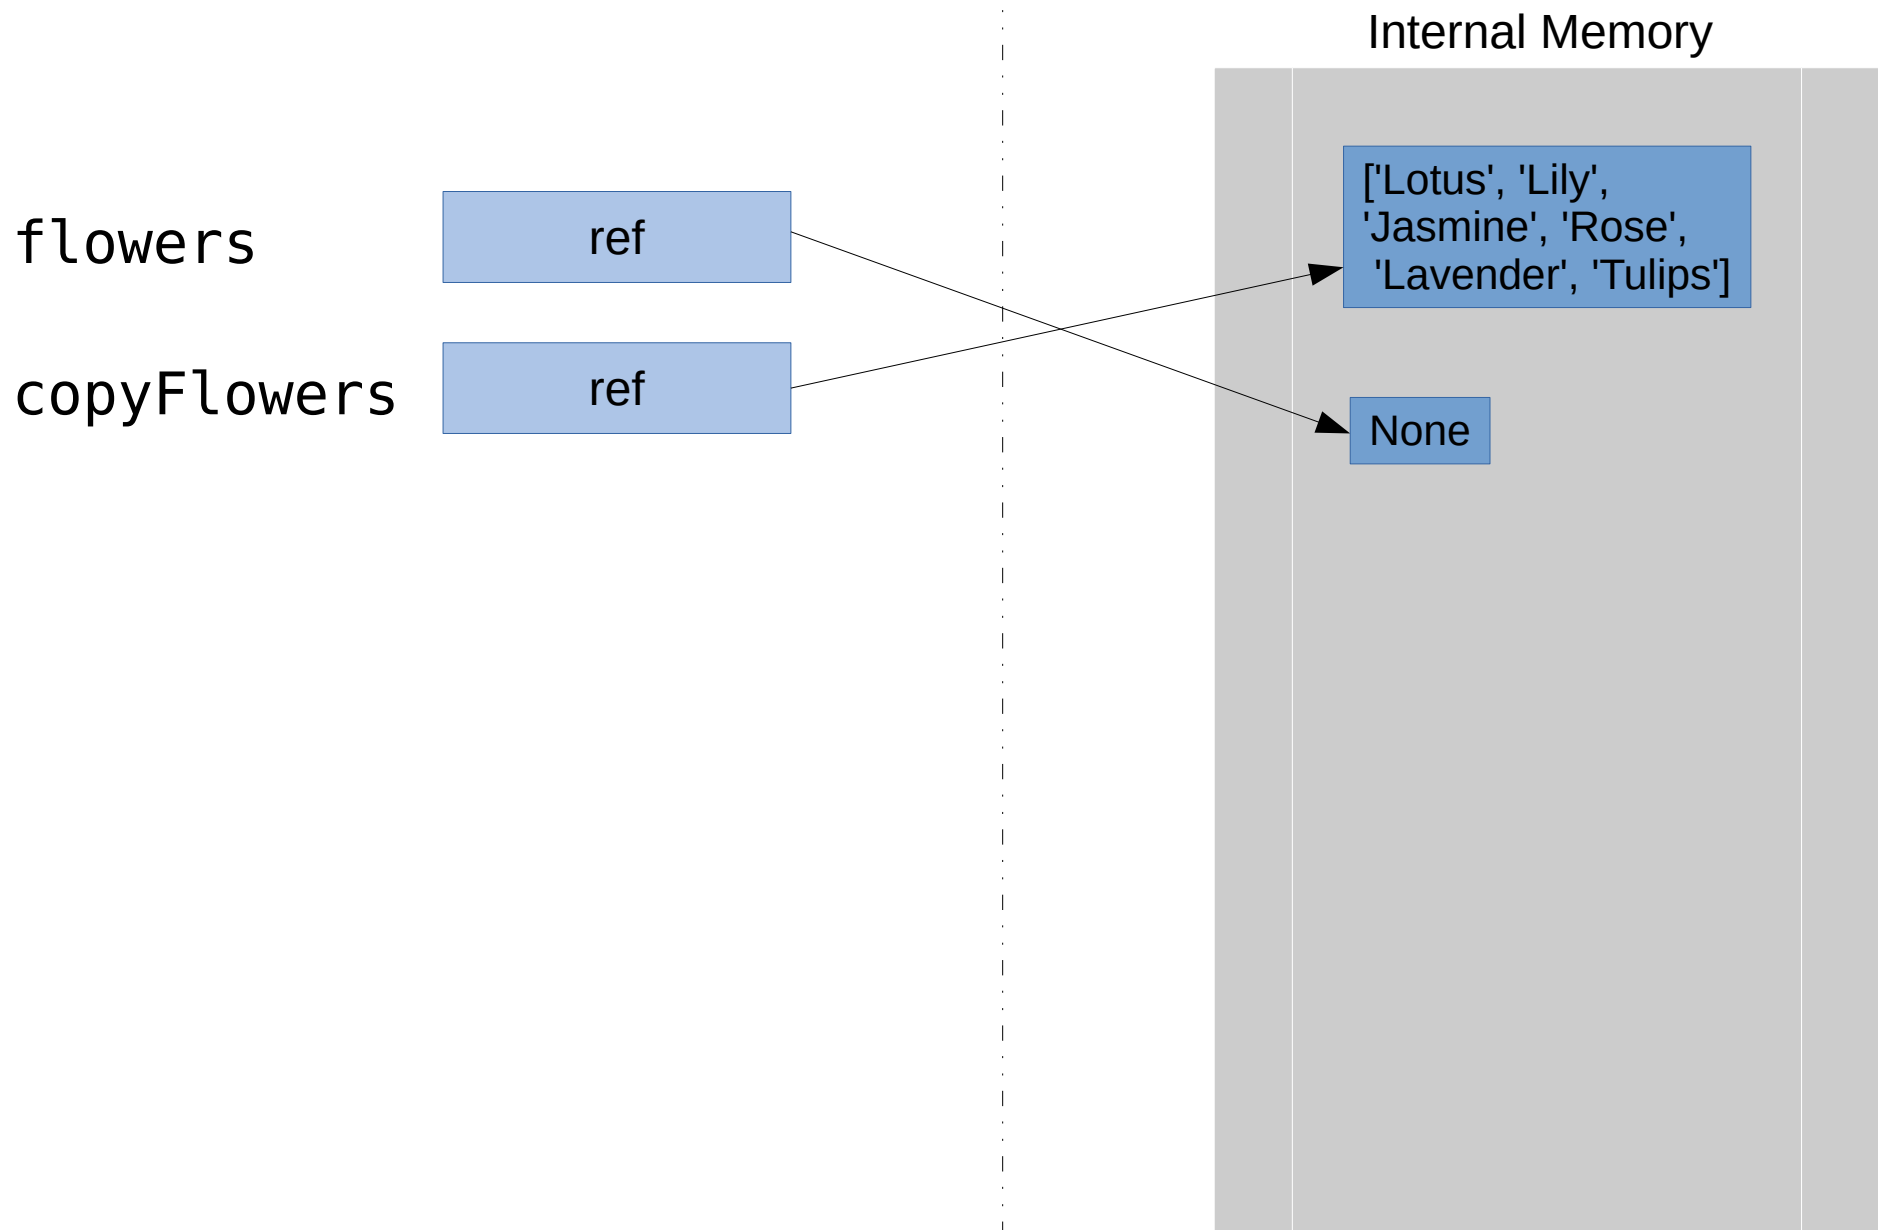 Internal Memory
['Lotus', 'Lily',
'Jasmine', 'Rose',
'Lavender', 'Tulips']
flowers
ref
copyFlowers
ref
None